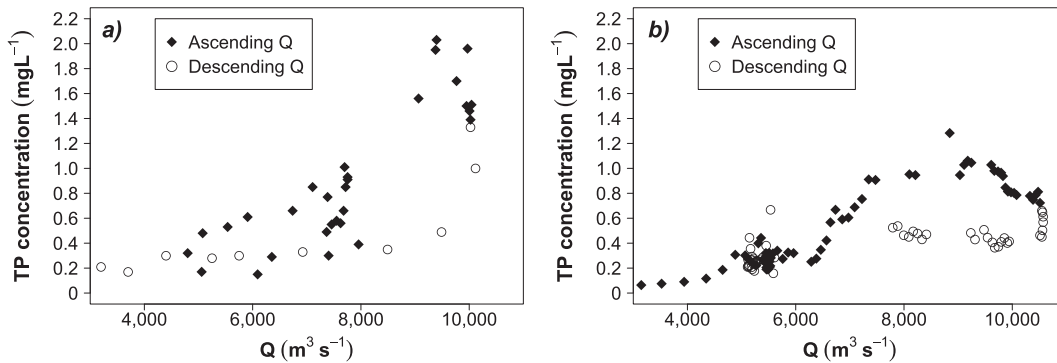 a)
Ascending Q
Descending Q
TP concentration (mgL⁻¹)
2.2
2.0
1.8
1.6
1.4
1.2
1.0
0.8
0.6
0.4
0.2
0
4,000 6,000 8,000 10,000
Q (m³ s⁻¹)
b)
Ascending Q
Descending Q
TP concentration (mgL⁻¹)
2.2
2.0
1.8
1.6
1.4
1.2
1.0
0.8
0.6
0.4
0.2
0
4,000 6,000 8,000 10,000
Q (m³ s⁻¹)